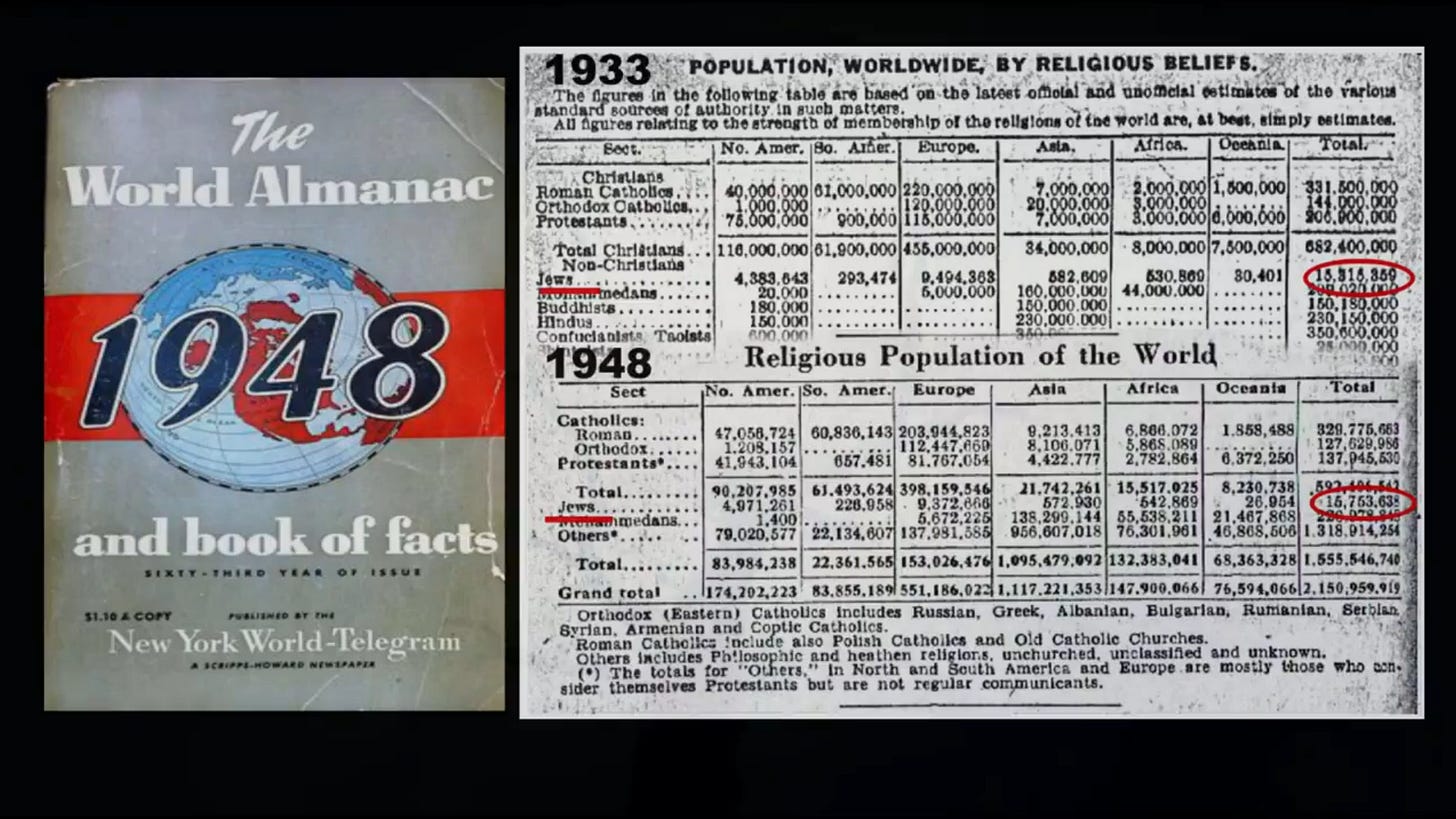 The
World Almanac
1948
and book of facts
SIXTY-THIRD YEAR OF ISSUE
$1.10 A COPY PUBLISHED BY THE
New York World-Telegram
A SCRIPPS-HOWARD NEWSPAPER
1933 POPULATION, WORLDWIDE, BY RELIGIOUS BELIEFS.
The figures in the following table are based on the latest official and unofficial estimates of the various
standard sources of authority in such matters.
All figures relating to the strength of membership of the religions of the world are, at best, simply estimates.
Sect. No. Amer. So. Amer. Europe. Asia. Africa. Oceania. Total.
Christians
Roman Catholics.... 40,000,000 61,000,000 220,000,000 7,000,000 2,000,000 1,500,000 331,500,000
Orthodox Catholics... 1,000,000 ........ 120,000,000 20,000,000 3,000,000 ........ 144,000,000
Protestants........ 75,000,000 900,000 115,000,000 7,000,000 3,000,000 6,000,000 206,900,000
Total Christians.... 116,000,000 61,900,000 455,000,000 34,000,000 8,000,000 7,500,000 682,400,000
Non-Christians
Jews 4,383,643 293,474 9,494,363 582,609 530,869 30,401 15,315,359
20,000 ........ 5,000,000 160,000,000 44,000,000 ........
Buddhists.......... 180,000 ........ ........ 150,000,000 ........ ........ 150,180,000
Hindus............ 150,000 ........ ........ 230,000,000 ........ ........ 230,150,000
Confucianists, Taoists 600,000 350,600,000
1948 Religious Population of the World
Sect No. Amer. So. Amer. Europe Asia Africa Oceania Total
Catholics:
Roman........ 47,056,724 60,836,143 203,944,823 9,213,413 6,866,072 1,858,488 329,775,663
Orthodox..... 1,208,157 ........ 112,447,669 8,106,071 5,868,089 ........ 127,629,986
Protestants*.... 41,943,104 657,481 81,767,054 4,422,777 2,782,864 6,372,250 137,945,530
Total......... 90,207,985 61,493,624 398,159,546 21,742,261 15,517,025 8,230,738
Jews.......... 4,971,261 226,958 9,372,666 572,930 542,869 26,954 15,753,638
1,400 ........ 5,672,225 138,299,144 55,538,211 21,467,868
Others*..... 79,020,577 22,134,607 137,981,585 956,607,018 76,301,961 46,868,506 1,318,914,254
Total....... 83,984,238 22,361,565 153,026,476 1,095,479,092 132,383,041 68,363,328 1,555,546,740
Grand total .. 174,202,223 83,855,189 551,186,022 1,117,221,353 147,900,066 76,594,066 2,150,959,919
Orthodox (Eastern) Catholics includes Russian, Greek, Albanian, Bulgarian, Rumanian, Serbian,
Syrian, Armenian and Coptic Catholics.
Roman Catholics include also Polish Catholics and Old Catholic Churches.
Others includes Philosophic and heathen religions, unchurched, unclassified and unknown.
(*) The totals for "Others," in North and South America and Europe are mostly those who con-
sider themselves Protestants but are not regular communicants.